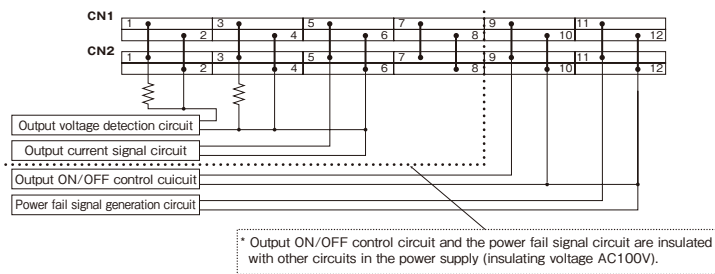 CN1
1 3 5 7 9 11
2 4 6 8 10 12
CN2
1 3 5 7 9 11
2 4 6 8 10 12
Output voltage detection circuit
Output current signal circuit
Output ON/OFF control cuicuit
Power fail signal generation circuit
* Output ON/OFF control circuit and the power fail signal circuit are insulated
with other circuits in the power supply (insulating voltage AC100V).